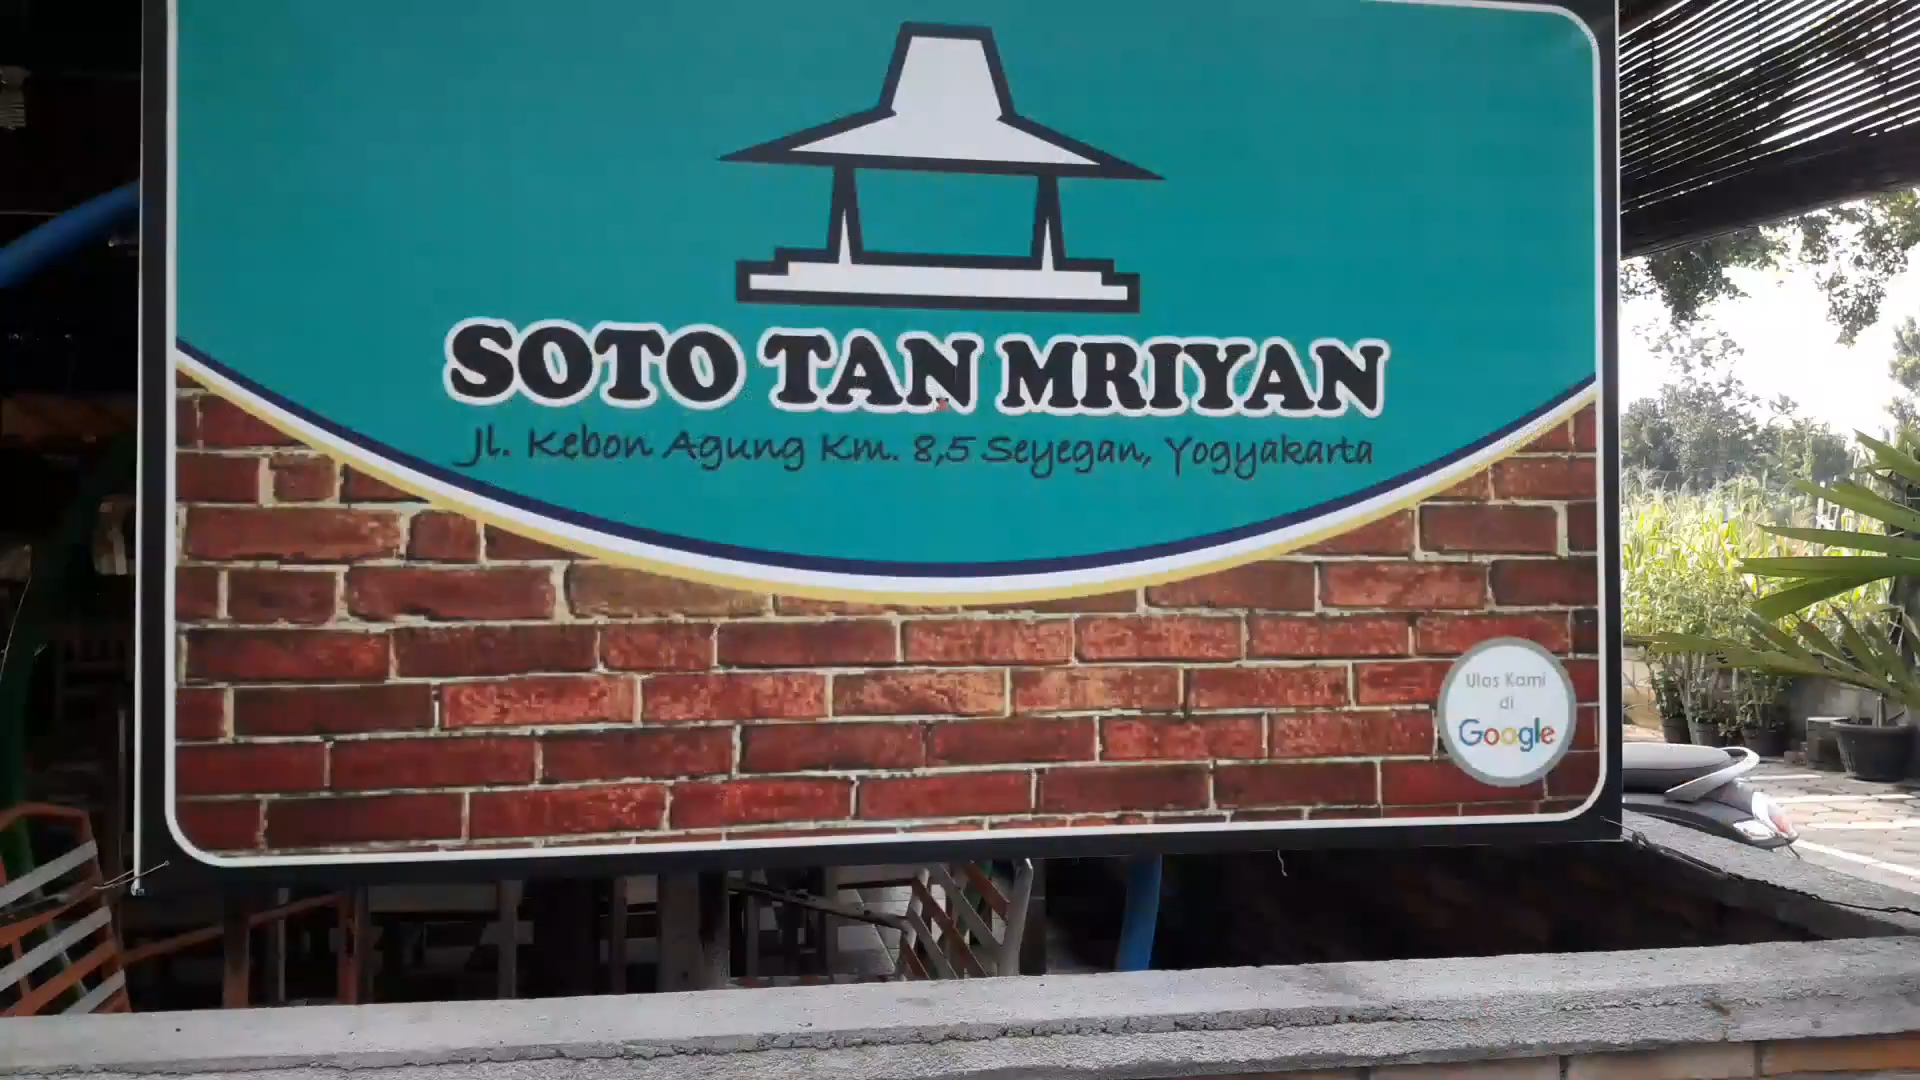 SOTO TAN MRIYAN
Jl. Kebon Agung Km. 8,5 Seyegan, Yogyakarta
Ulas Kami
di
Google